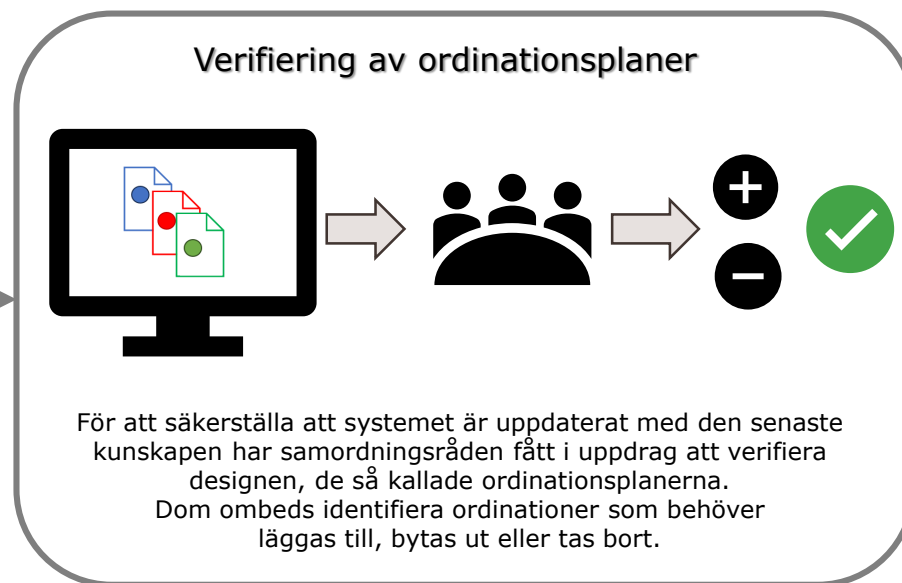 Verifiering av ordinationsplaner
För att säkerställa att systemet är uppdaterat med den senaste
kunskapen har samordningsråden fått i uppdrag att verifiera
designen, de så kallade ordinationsplanerna.
Dom ombeds identifiera ordinationer som behöver
läggas till, bytas ut eller tas bort.